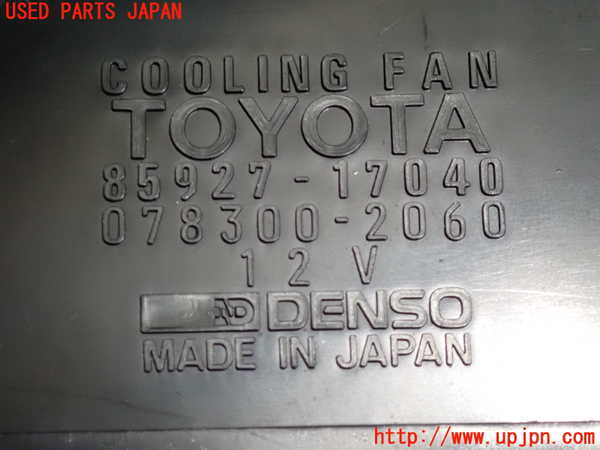 USED PARTS JAPAN
COOLING FAN
TOYOTA
85927-17040
078300-2060
12V
ND DENSO
MADE IN JAPAN
http://www.upjpn.com/